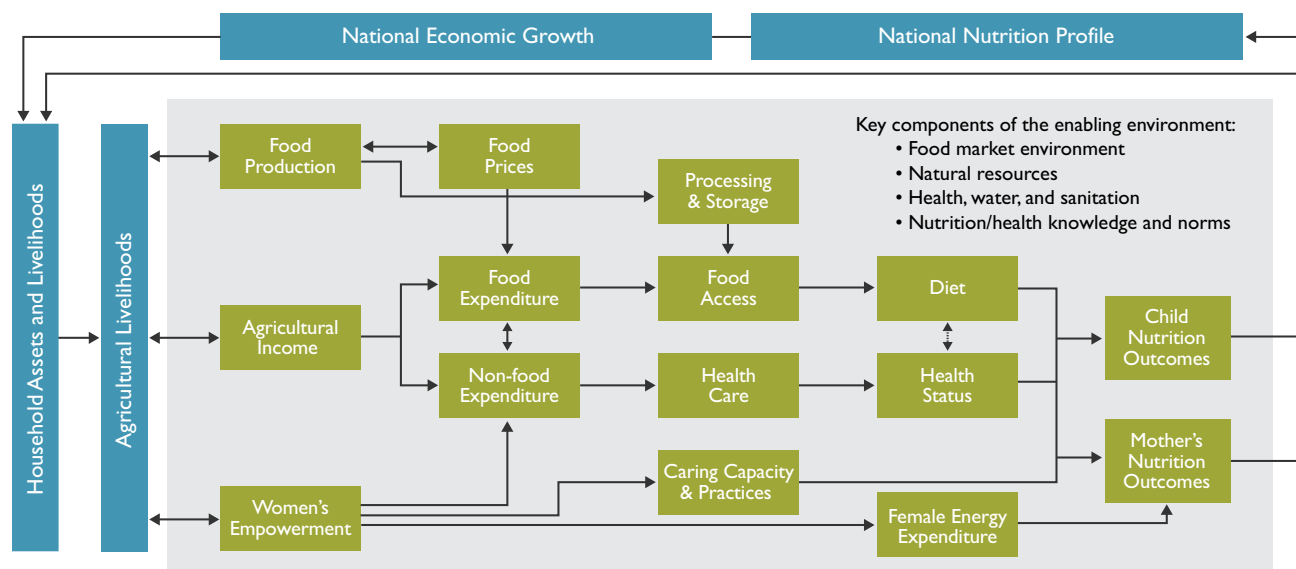 National Economic Growth
National Nutrition Profile
Household Assets and Livelihoods
Agricultural Livelihoods
Food
Production
Food
Prices
Processing
& Storage
Key components of the enabling environment:
• Food market environment
• Natural resources
• Health, water, and sanitation
• Nutrition/health knowledge and norms
Food
Expenditure
Food
Access
Diet
Agricultural
Income
Child
Nutrition
Outcomes
Non-food
Expenditure
Health
Care
Health
Status
Mother’s
Nutrition
Outcomes
Caring Capacity
& Practices
Women’s
Empowerment
Female Energy
Expenditure